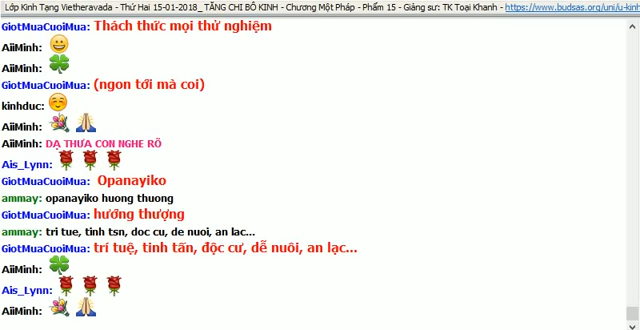 Lớp Kinh Tạng Vietheravada - Thứ Hai 15-01-2018_ TĂNG CHI BỘ KINH - Chương Một Pháp - Phẩm 15 - Giảng sư: TK Toại Khanh - https://www.budsas.org/uni/u-kinh
GiotMuaCuoiMua: Thách thức mọi thử nghiệm
AiiMinh:
AiiMinh:
GiotMuaCuoiMua: (ngon tới mà coi)
kinhduc:
AiiMinh:
AiiMinh: DẠ THƯA CON NGHE RÕ
Ais_Lynn:
GiotMuaCuoiMua: Opanayiko
ammay: opanayiko huong thuong
GiotMuaCuoiMua: hướng thượng
ammay: tri tue, tinh tsn, doc cu, de nuoi, an lac...
GiotMuaCuoiMua: trí tuệ, tinh tấn, độc cư, dễ nuôi, an lạc...
AiiMinh:
Ais_Lynn:
AiiMinh: